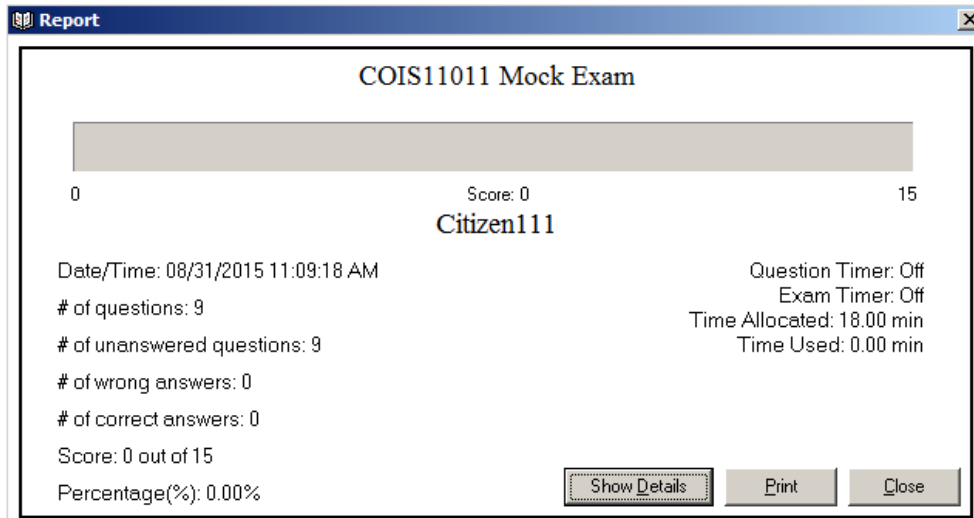 Report
COIS11011 Mock Exam
0 Score: 0 15
Citizen111
Date/Time: 08/31/2015 11:09:18 AM
# of questions: 9
# of unanswered questions: 9
# of wrong answers: 0
# of correct answers: 0
Score: 0 out of 15
Percentage(%): 0.00%
Question Timer: Off
Exam Timer: Off
Time Allocated: 18.00 min
Time Used: 0.00 min
Show Details Print Close